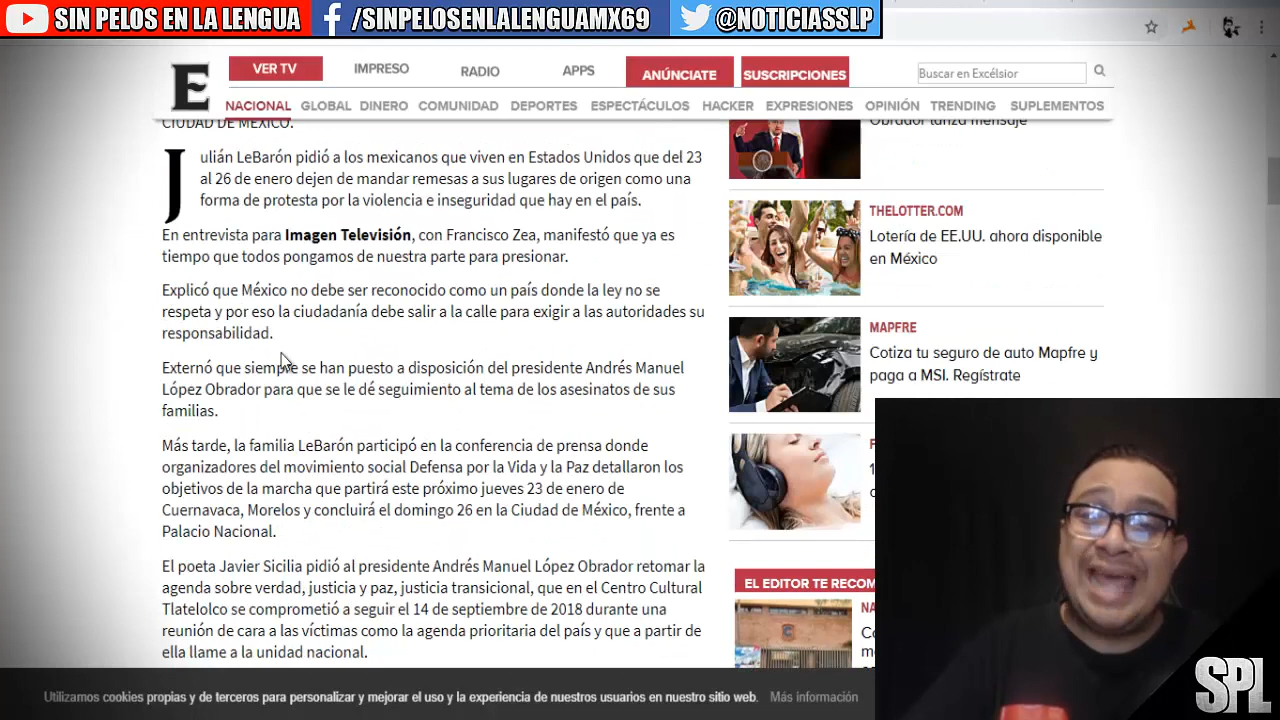 SIN PELOS EN LA LENGUA
/SINPELOSENLALENGUAMX69
@NOTICIASSLP
E
VER TV
IMPRESO
RADIO
APPS
ANÚNCIATE
SUSCRIPCIONES
Buscar en Excélsior
NACIONAL GLOBAL DINERO COMUNIDAD DEPORTES ESPECTÁCULOS HACKER EXPRESIONES OPINIÓN TRENDING SUPLEMENTOS
CIUDAD DE MÉXICO.
Julián LeBarón pidió a los mexicanos que viven en Estados Unidos que del 23
al 26 de enero dejen de mandar remesas a sus lugares de origen como una
forma de protesta por la violencia e inseguridad que hay en el país.
En entrevista para Imagen Televisión, con Francisco Zea, manifestó que ya es
tiempo que todos pongamos de nuestra parte para presionar.
Explicó que México no debe ser reconocido como un país donde la ley no se
respeta y por eso la ciudadanía debe salir a la calle para exigir a las autoridades su
responsabilidad.
Externó que siempre se han puesto a disposición del presidente Andrés Manuel
López Obrador para que se le dé seguimiento al tema de los asesinatos de sus
familias.
Más tarde, la familia LeBarón participó en la conferencia de prensa donde
organizadores del movimiento social Defensa por la Vida y la Paz detallaron los
objetivos de la marcha que partirá este próximo jueves 23 de enero de
Cuernavaca, Morelos y concluirá el domingo 26 en la Ciudad de México, frente a
Palacio Nacional.
El poeta Javier Sicilia pidió al presidente Andrés Manuel López Obrador retomar la
agenda sobre verdad, justicia y paz, justicia transicional, que en el Centro Cultural
Tlatelolco se comprometió a seguir el 14 de septiembre de 2018 durante una
reunión de cara a las víctimas como la agenda prioritaria del país y que a partir de
ella llame a la unidad nacional.
Obrador lanza mensaje
THELOTTER.COM
Lotería de EE.UU. ahora disponible
en México
MAPFRE
Cotiza tu seguro de auto Mapfre y
paga a MSI. Regístrate
EL EDITOR TE RECOM
NA
Utilizamos cookies propias y de terceros para personalizar y mejorar el uso y la experiencia de nuestros usuarios en nuestro sitio web. Más información
SPL